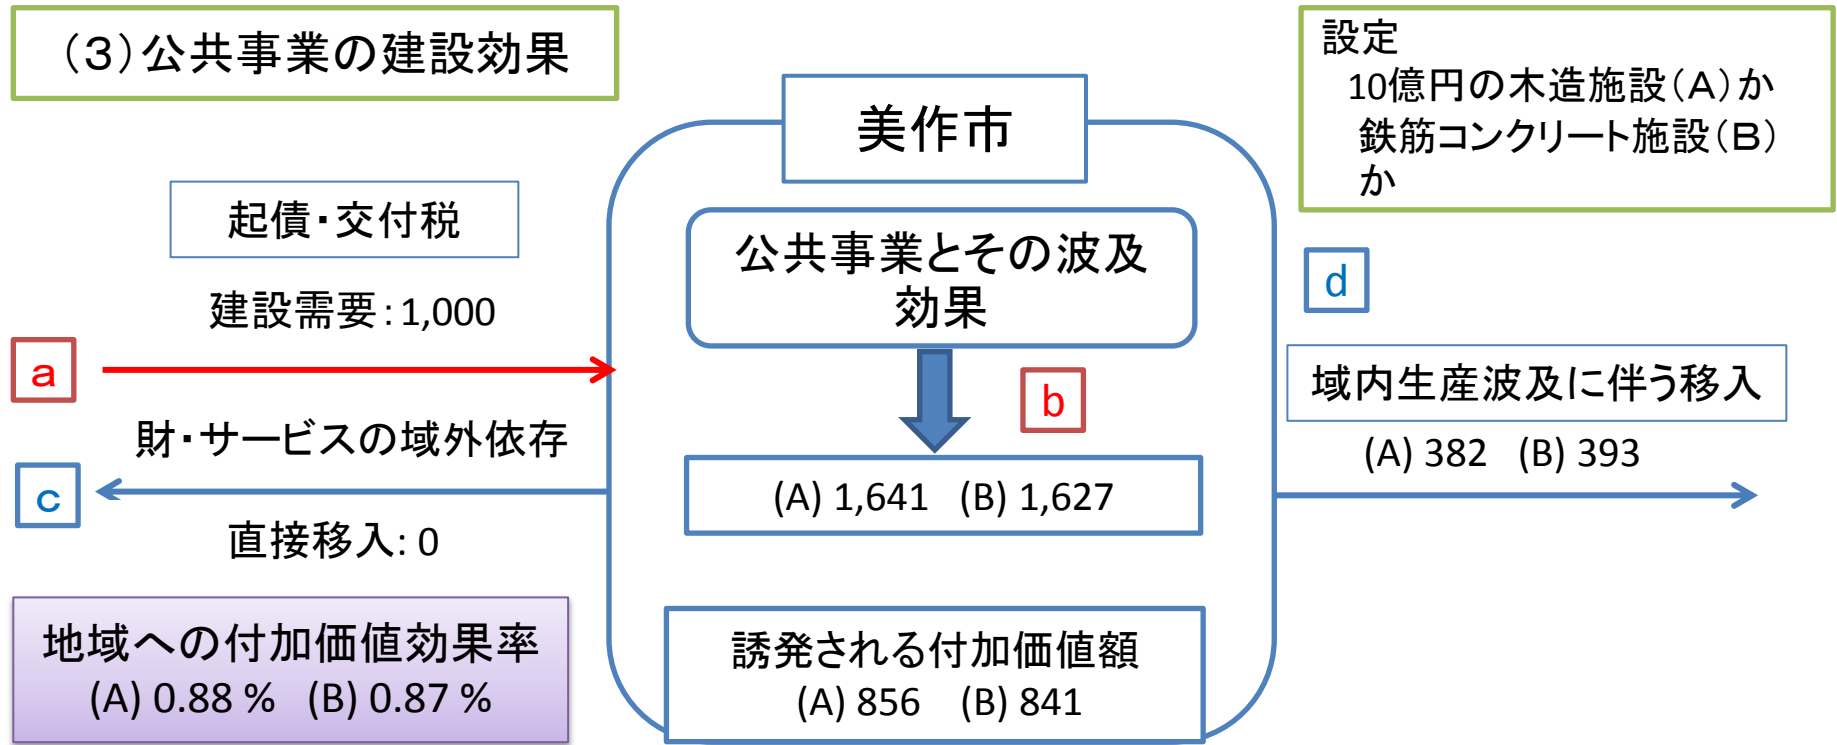 （3）公共事業の建設効果
設定
10億円の木造施設（A）か
鉄筋コンクリート施設（B）
か
美作市
起債・交付税
公共事業とその波及
効果
d
建設需要：1,000
a
b
域内生産波及に伴う移入
(A) 382 (B) 393
財・サービスの域外依存
c
(A) 1,641 (B) 1,627
直接移入: 0
地域への付加価値効果率
(A) 0.88 % (B) 0.87 %
誘発される付加価値額
(A) 856 (B) 841